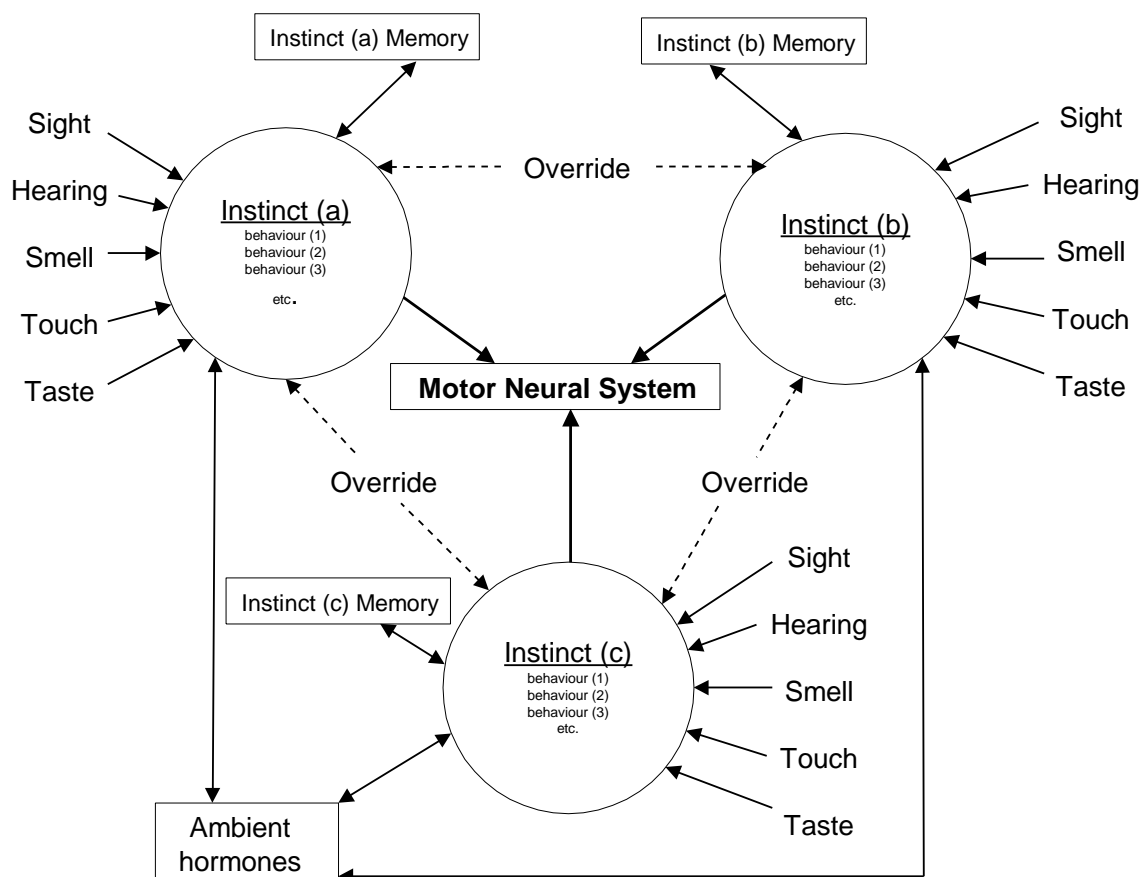 Instinct (a) Memory
Instinct (b) Memory
Sight
Hearing
Smell
Touch
Taste
Instinct (a)
behaviour (1)
behaviour (2)
behaviour (3)
etc.
Override
Instinct (b)
behaviour (1)
behaviour (2)
behaviour (3)
etc.
Sight
Hearing
Smell
Touch
Taste
Motor Neural System
Override
Override
Instinct (c) Memory
Instinct (c)
behaviour (1)
behaviour (2)
behaviour (3)
etc.
Sight
Hearing
Smell
Touch
Taste
Ambient
hormones